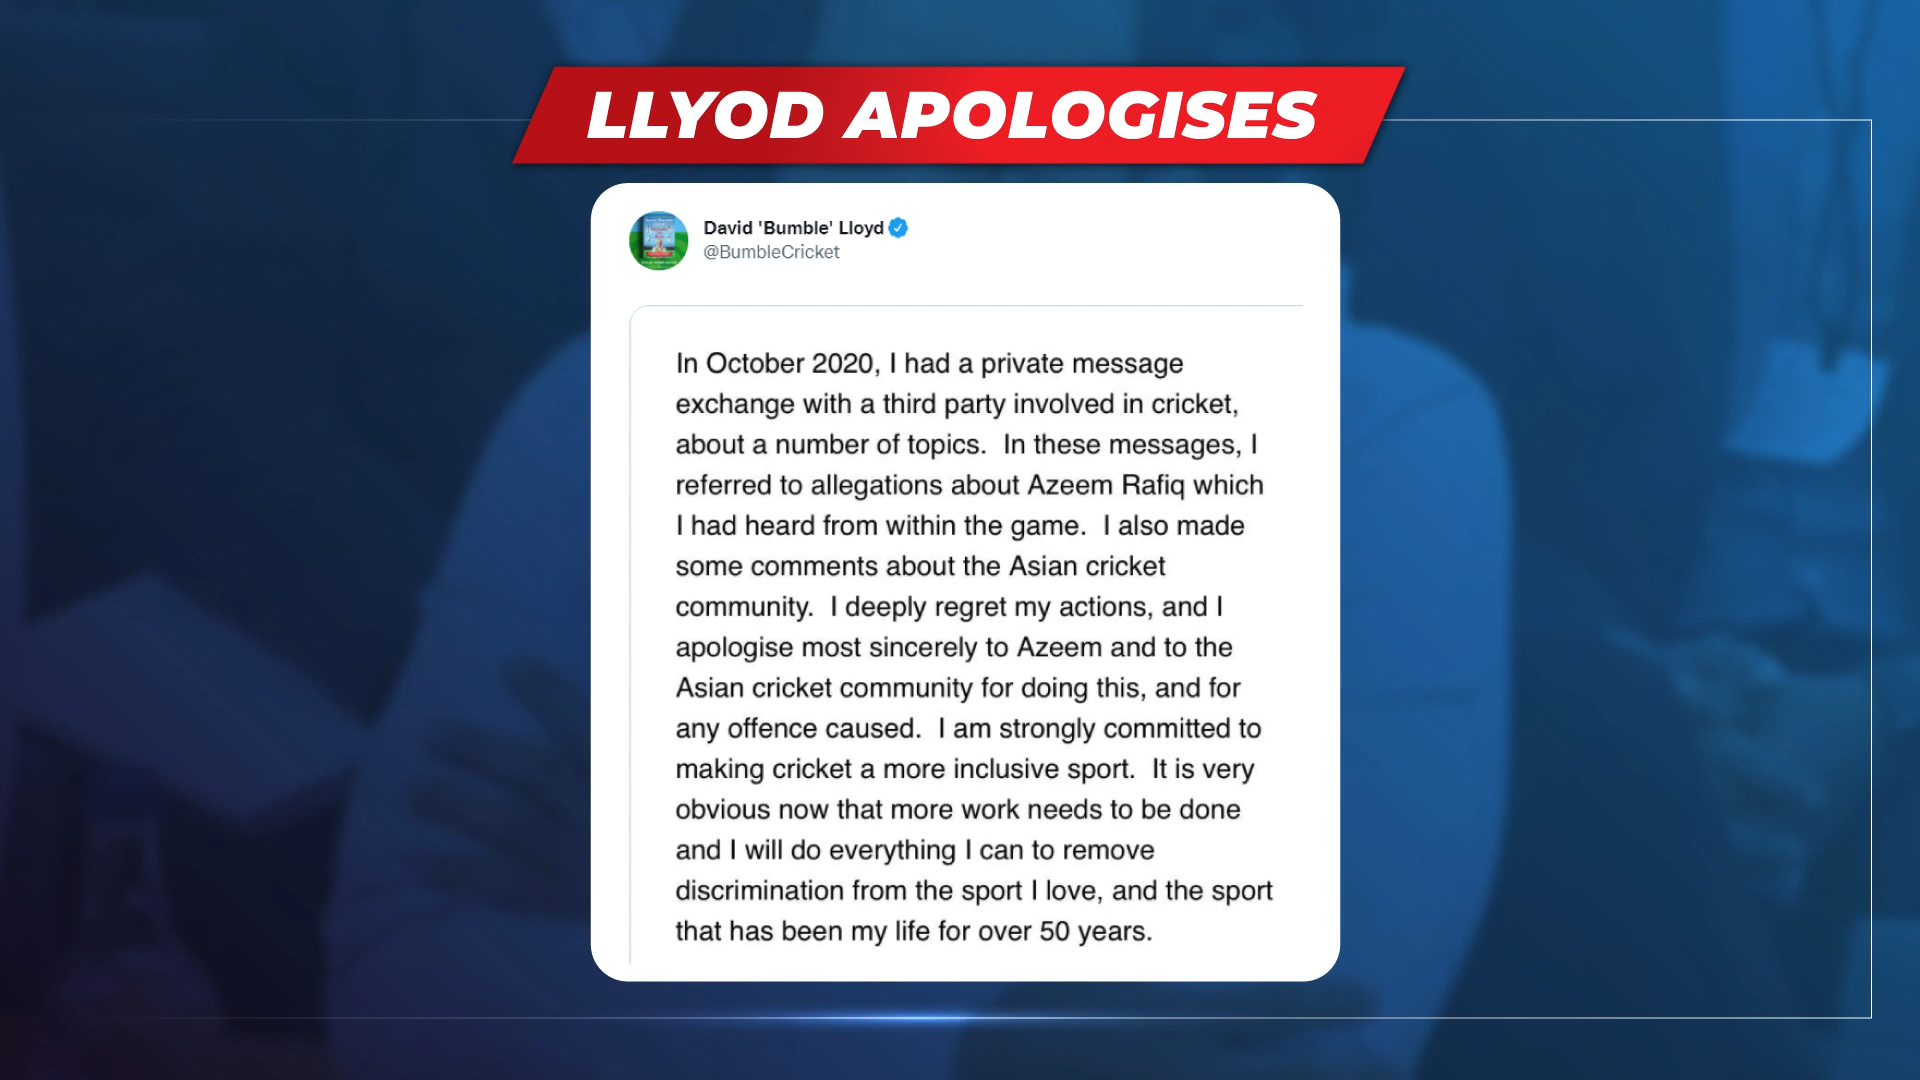 LLYOD APOLOGISES
David 'Bumble' Lloyd
@BumbleCricket
In October 2020, I had a private message
exchange with a third party involved in cricket,
about a number of topics.  In these messages, I
referred to allegations about Azeem Rafiq which
I had heard from within the game.  I also made
some comments about the Asian cricket
community.  I deeply regret my actions, and I
apologise most sincerely to Azeem and to the
Asian cricket community for doing this, and for
any offence caused.  I am strongly committed to
making cricket a more inclusive sport.  It is very
obvious now that more work needs to be done
and I will do everything I can to remove
discrimination from the sport I love, and the sport
that has been my life for over 50 years.